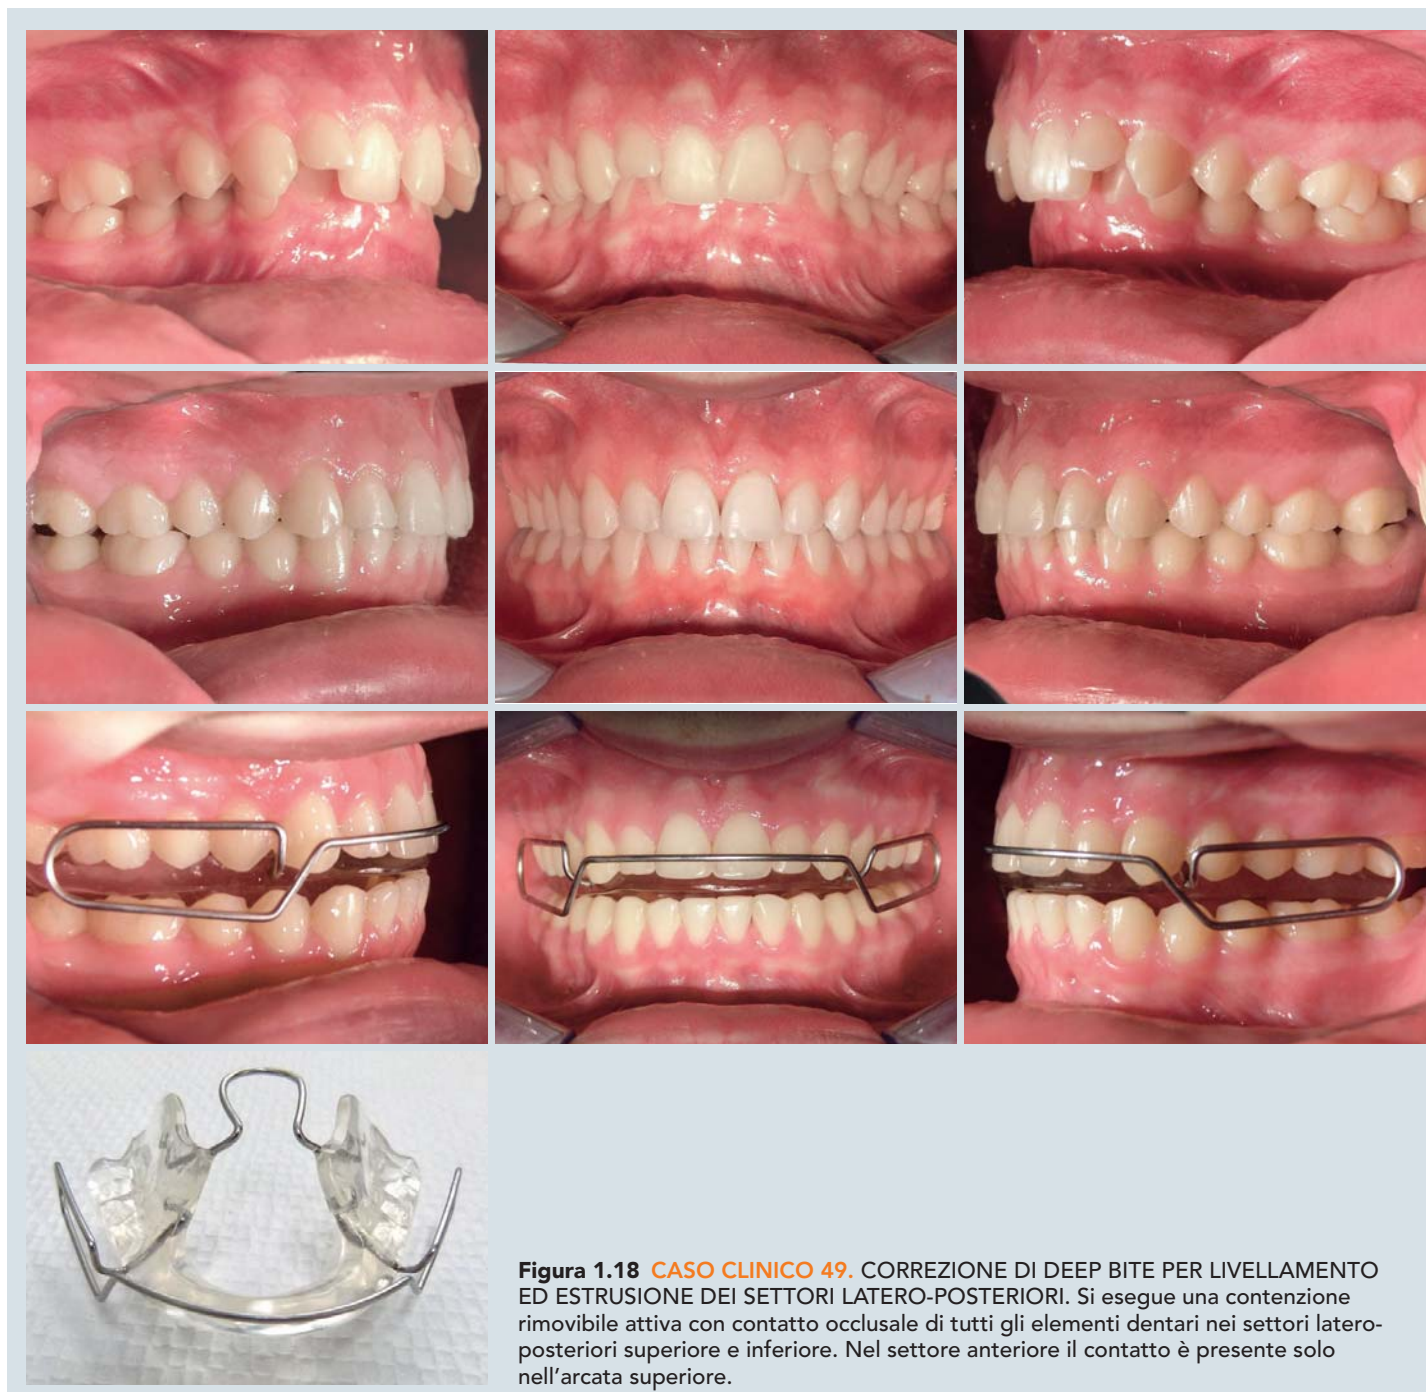 Figura 1.18 CASO CLINICO 49. CORREZIONE DI DEEP BITE PER LIVELLAMENTO
ED ESTRUSIONE DEI SETTORI LATERO-POSTERIORI. Si esegue una contenzione
rimovibile attiva con contatto occlusale di tutti gli elementi dentari nei settori latero-
posteriori superiore e inferiore. Nel settore anteriore il contatto è presente solo
nell’arcata superiore.